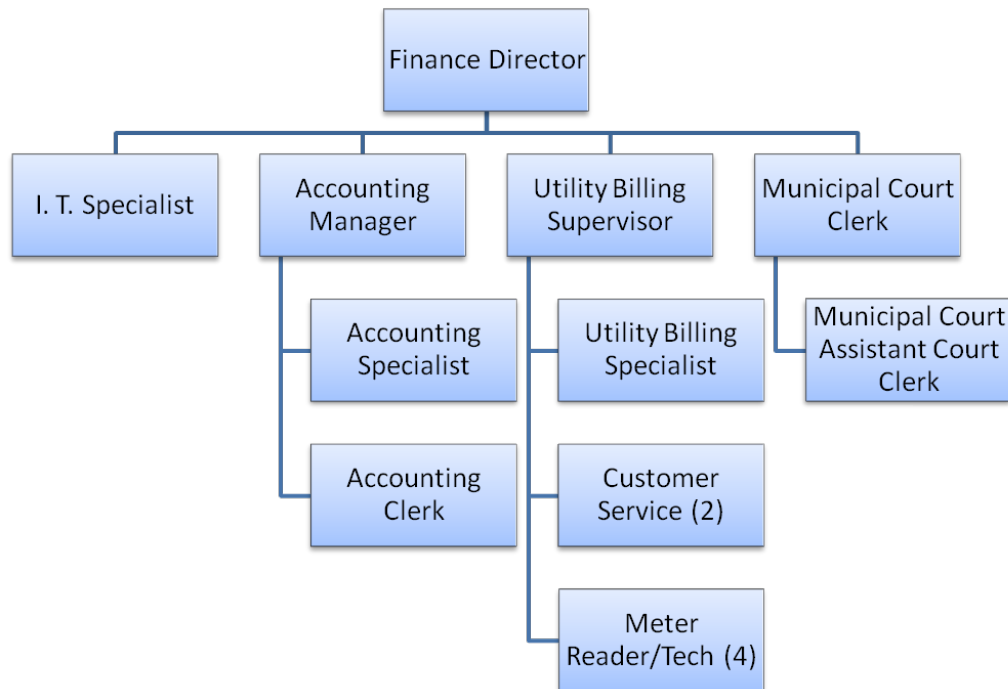 Finance Director
I. T. Specialist
Accounting
Manager
Utility Billing
Supervisor
Municipal Court
Clerk
Accounting
Specialist
Utility Billing
Specialist
Municipal Court
Assistant Court
Clerk
Accounting
Clerk
Customer
Service (2)
Meter
Reader/Tech (4)